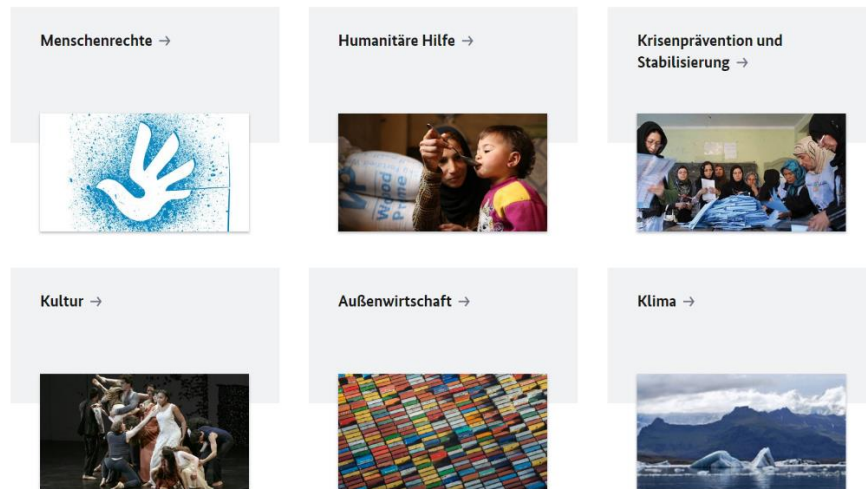 Menschenrechte →
Humanitäre Hilfe →
Krisenprävention und
Stabilisierung →
Kultur →
Außenwirtschaft →
Klima →